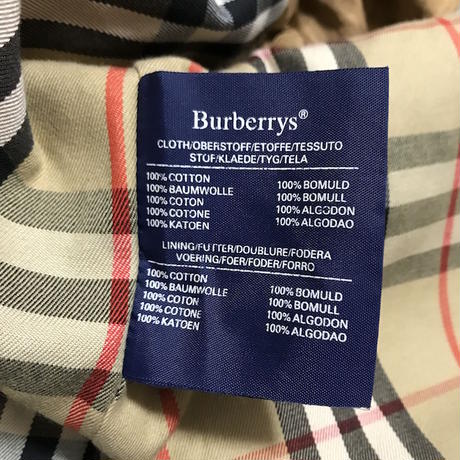 Burberrys®
CLOTH/OBERSTOFF/ETOFFE/TESSUTO
STOF/KLAEDE/TYG/TELA
100% COTTON
100% BAUMWOLLE
100% COTON
100% COTONE
100% KATOEN
100% BOMULD
100% BOMULL
100% ALGODON
100% ALGODAO
LINING/FUTTER/DOUBLURE/FODERA
VOERING/FOER/FODER/FORRO
100% COTTON
100% BAUMWOLLE
100% COTON
100% COTONE
100% KATOEN
100% BOMULD
100% BOMULL
100% ALGODON
100% ALGODAO